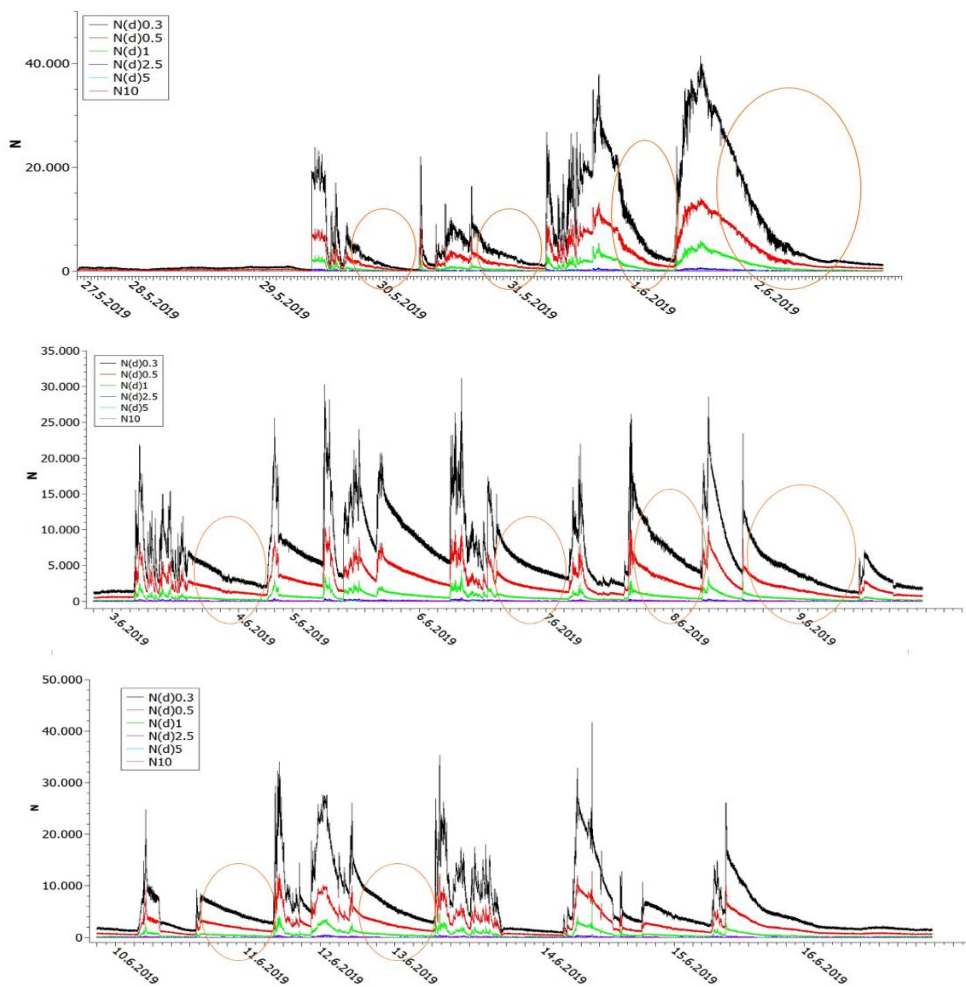 N(d)0.3
N(d)0.5
N(d)1
N(d)2.5
N(d)5
N10
40.000
20.000
0
N
27.5.2019
28.5.2019
29.5.2019
30.5.2019
31.5.2019
1.6.2019
2.6.2019
35.000
30.000
25.000
20.000
15.000
10.000
5.000
0
N
N(d)0.3
N(d)0.5
N(d)1
N(d)2.5
N(d)5
N10
3.6.2019
4.6.2019
5.6.2019
6.6.2019
7.6.2019
8.6.2019
9.6.2019
50.000
40.000
30.000
20.000
10.000
0
N
N(d)0.3
N(d)0.5
N(d)1
N(d)2.5
N(d)5
N10
10.6.2019
11.6.2019
12.6.2019
13.6.2019
14.6.2019
15.6.2019
16.6.2019